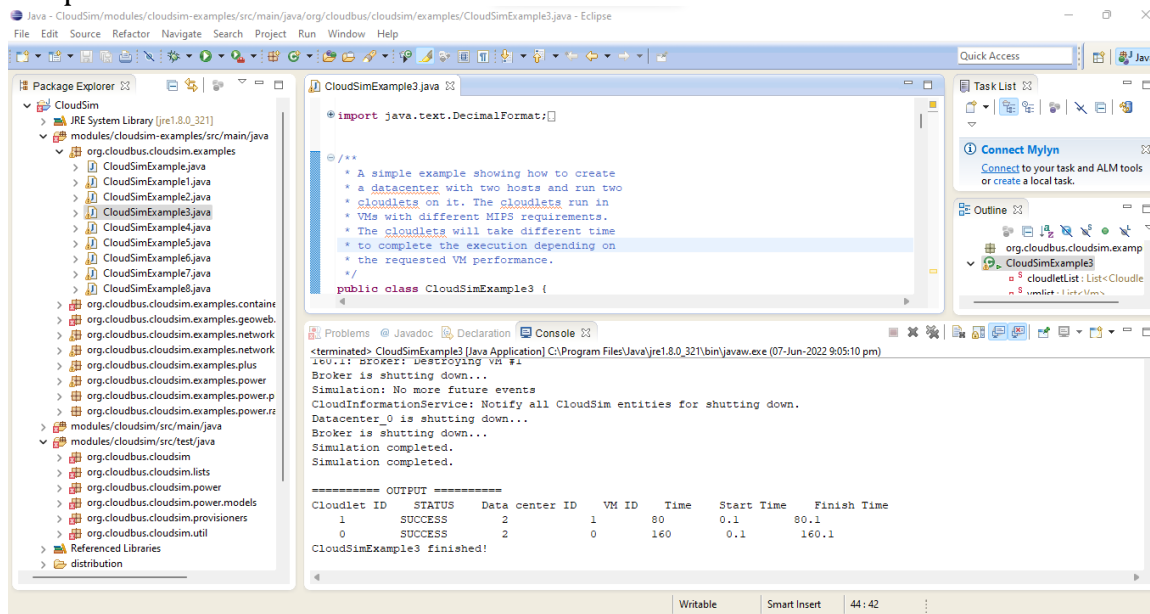 Java - CloudSim/modules/cloudsim-examples/src/main/java/org/cloudbus/cloudsim/examples/CloudSimExample3.java - Eclipse
File Edit Source Refactor Navigate Search Project Run Window Help
Quick Access
Jav
Package Explorer
CloudSim
JRE System Library [jre1.8.0_321]
modules/cloudsim-examples/src/main/java
org.cloudbus.cloudsim.examples
CloudSimExample.java
CloudSimExample1.java
CloudSimExample2.java
CloudSimExample3.java
CloudSimExample4.java
CloudSimExample5.java
CloudSimExample6.java
CloudSimExample7.java
CloudSimExample8.java
org.cloudbus.cloudsim.examples.containe
org.cloudbus.cloudsim.examples.geoweb.
org.cloudbus.cloudsim.examples.network
org.cloudbus.cloudsim.examples.network
org.cloudbus.cloudsim.examples.plus
org.cloudbus.cloudsim.examples.power
org.cloudbus.cloudsim.examples.power.p
org.cloudbus.cloudsim.examples.power.ra
modules/cloudsim/src/main/java
modules/cloudsim/src/test/java
org.cloudbus.cloudsim
org.cloudbus.cloudsim.lists
org.cloudbus.cloudsim.power
org.cloudbus.cloudsim.power.models
org.cloudbus.cloudsim.provisioners
org.cloudbus.cloudsim.util
Referenced Libraries
distribution
CloudSimExample3.java
import java.text.DecimalFormat;
/**
* A simple example showing how to create
* a datacenter with two hosts and run two
* cloudlets on it. The cloudlets run in
* VMs with different MIPS requirements.
* The cloudlets will take different time
* to complete the execution depending on
* the requested VM performance.
*/
public class CloudSimExample3 {
Task List
Connect Mylyn
Connect to your task and ALM tools
or create a local task.
Outline
org.cloudbus.cloudsim.examp
CloudSimExample3
cloudletList : List<Cloudle
vmlist : List<Vm>
Problems @ Javadoc Declaration Console
<terminated> CloudSimExample3 [Java Application] C:\Program Files\Java\jre1.8.0_321\bin\javaw.exe (07-Jun-2022 9:05:10 pm)
160.1: Broker: Destroying VM #1
Broker is shutting down...
Simulation: No more future events
CloudInformationService: Notify all CloudSim entities for shutting down.
Datacenter_0 is shutting down...
Broker is shutting down...
Simulation completed.
Simulation completed.
========== OUTPUT ==========
Cloudlet ID STATUS Data center ID VM ID Time Start Time Finish Time
1 SUCCESS 2 1 80 0.1 80.1
0 SUCCESS 2 0 160 0.1 160.1
CloudSimExample3 finished!
Writable Smart Insert 44 : 42